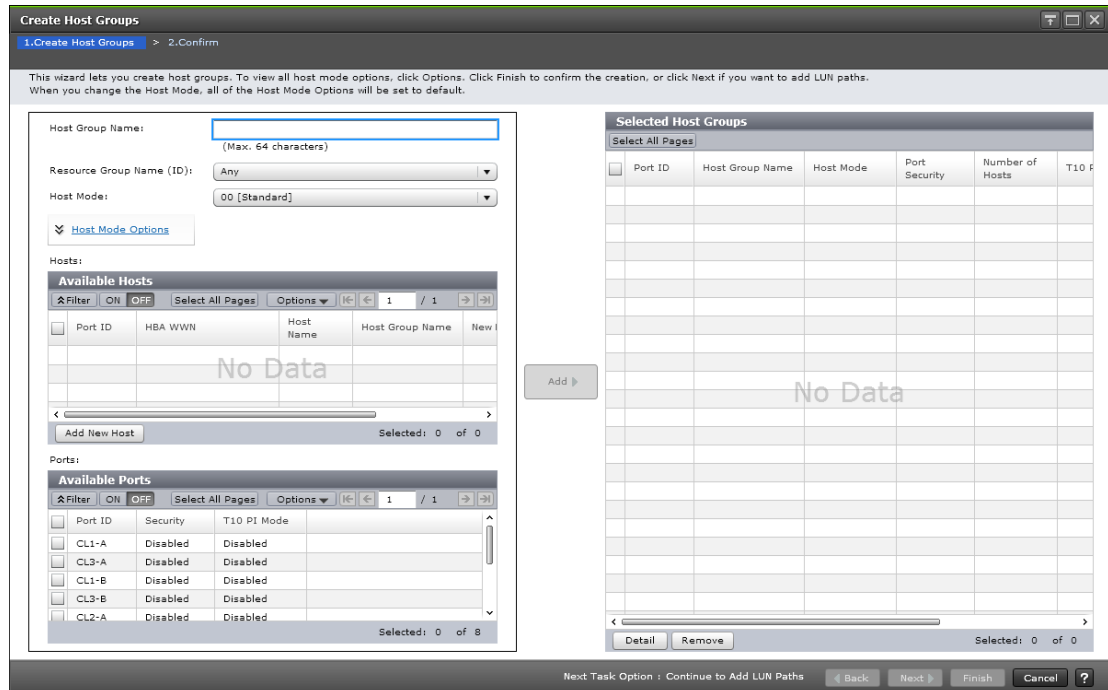 Create Host Groups
1.Create Host Groups > 2.Confirm
This wizard lets you create host groups. To view all host mode options, click Options. Click Finish to confirm the creation, or click Next if you want to add LUN paths.
When you change the Host Mode, all of the Host Mode Options will be set to default.
Host Group Name:
(Max. 64 characters)
Resource Group Name (ID): Any
Host Mode: 00 [Standard]
Host Mode Options
Hosts:
Available Hosts
Filter ON OFF Select All Pages Options 1 / 1
Port ID HBA WWN Host Name Host Group Name New
No Data
Add New Host Selected: 0 of 0
Ports:
Available Ports
Filter ON OFF Select All Pages Options 1 / 1
Port ID Security T10 PI Mode
CL1-A Disabled Disabled
CL3-A Disabled Disabled
CL1-B Disabled Disabled
CL3-B Disabled Disabled
CL2-A Disabled Disabled
Selected: 0 of 8
Add
Selected Host Groups
Select All Pages
Port ID Host Group Name Host Mode Port Security Number of Hosts T10
No Data
Detail Remove Selected: 0 of 0
Next Task Option : Continue to Add LUN Paths Back Next Finish Cancel ?